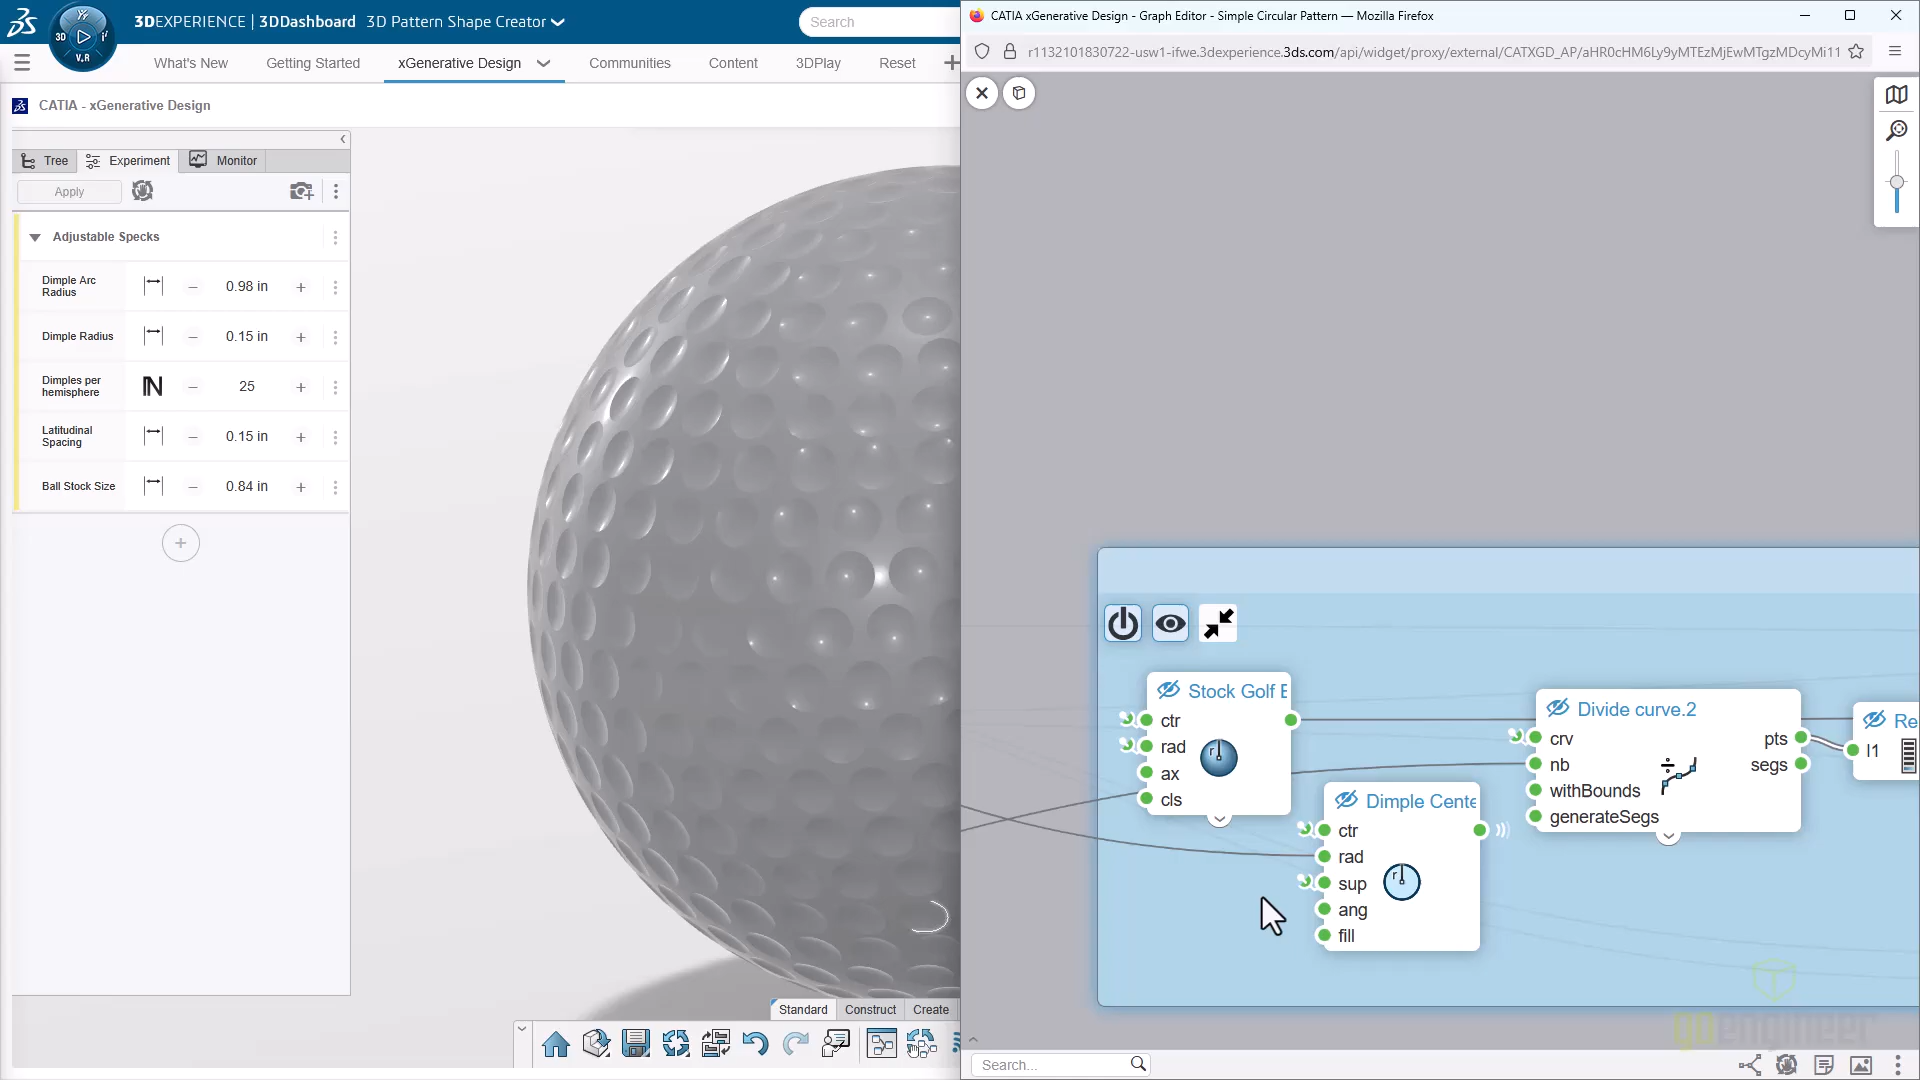 3DEXPERIENCE | 3DDashboard 3D Pattern Shape Creator
Search
3D
V.R
What's New
Getting Started
xGenerative Design
Communities
Content
3DPlay
Reset
CATIA - xGenerative Design
Tree
Experiment
Monitor
Apply
Adjustable Specks
Dimple Arc
Radius
0.98 in
Dimple Radius
0.15 in
Dimples per
hemisphere
25
Latitudinal
Spacing
0.15 in
Ball Stock Size
0.84 in
Standard
Construct
Create
CATIA xGenerative Design - Graph Editor - Simple Circular Pattern — Mozilla Firefox
r1132101830722-usw1-ifwe.3dexperience.3ds.com/api/widget/proxy/external/CATXGD_AP/aHR0cHM6Ly9yMTEzMjEwMTgzMDcyMi11
Stock Golf B
ctr
rad
ax
cls
Dimple Cente
ctr
rad
sup
ang
fill
Divide curve.2
crv
nb
withBounds
generateSegs
pts
segs
Re
l1
Search...
goengineer